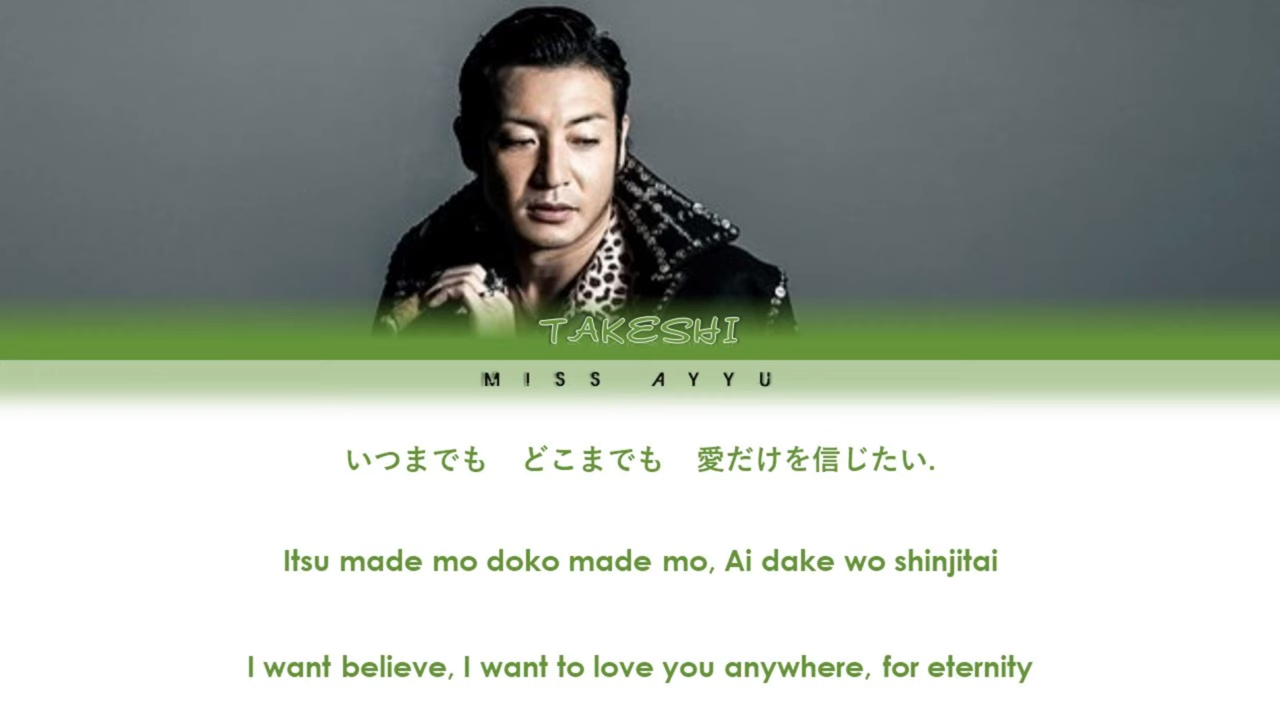 TAKESHI
MISS AYYU
いつまでも　どこまでも　愛だけを信じたい.
Itsu made mo doko made mo, Ai dake wo shinjitai
I want believe, I want to love you anywhere, for eternity